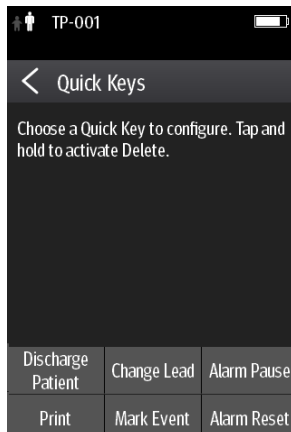 TP-001
Quick Keys
Choose a Quick Key to configure. Tap and
hold to activate Delete.
Discharge
Patient
Change Lead
Alarm Pause
Print
Mark Event
Alarm Reset